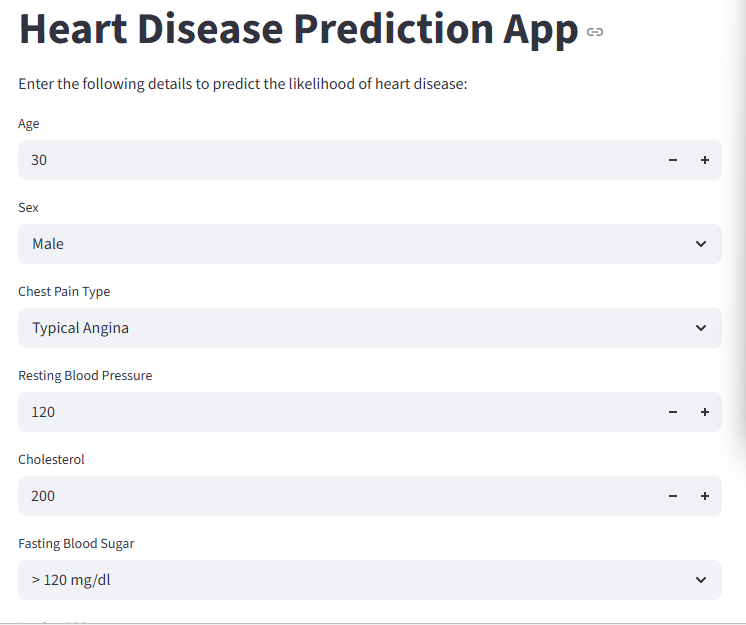 Heart Disease Prediction App
Enter the following details to predict the likelihood of heart disease:
Age
30
Sex
Male
Chest Pain Type
Typical Angina
Resting Blood Pressure
120
Cholesterol
200
Fasting Blood Sugar
> 120 mg/dl